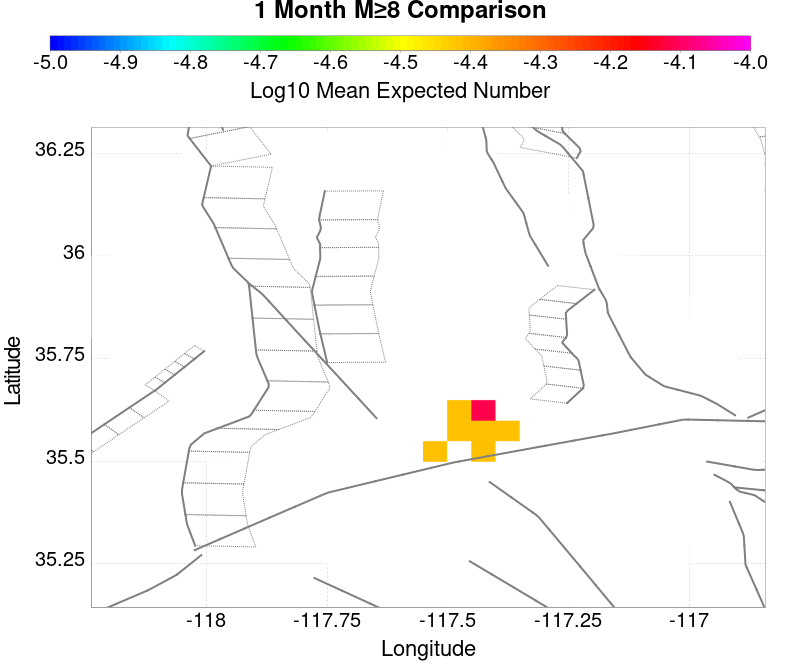 1 Month M≥8 Comparison
-5.0 -4.9 -4.8 -4.7 -4.6 -4.5 -4.4 -4.3 -4.2 -4.1 -4.0
Log10 Mean Expected Number
36.25
36
35.75
35.5
35.25
Latitude
-118 -117.75 -117.5 -117.25 -117
Longitude